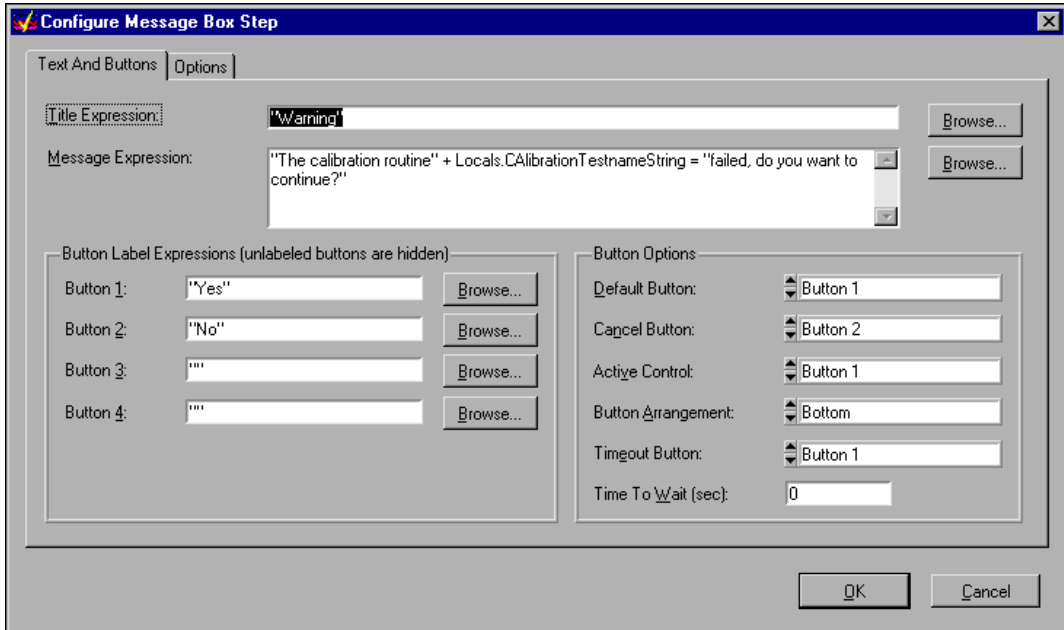 Configure Message Box Step
Text And Buttons Options
Title Expression: "Warning" Browse...
Message Expression: "The calibration routine" + Locals.CAlibrationTestnameString = "failed, do you want to Browse...
continue?"
Button Label Expressions (unlabeled buttons are hidden)
Button 1: "Yes" Browse...
Button 2: "No" Browse...
Button 3: "" Browse...
Button 4: "" Browse...
Button Options
Default Button: Button 1
Cancel Button: Button 2
Active Control: Button 1
Button Arrangement: Bottom
Timeout Button: Button 1
Time To Wait (sec): 0
OK Cancel